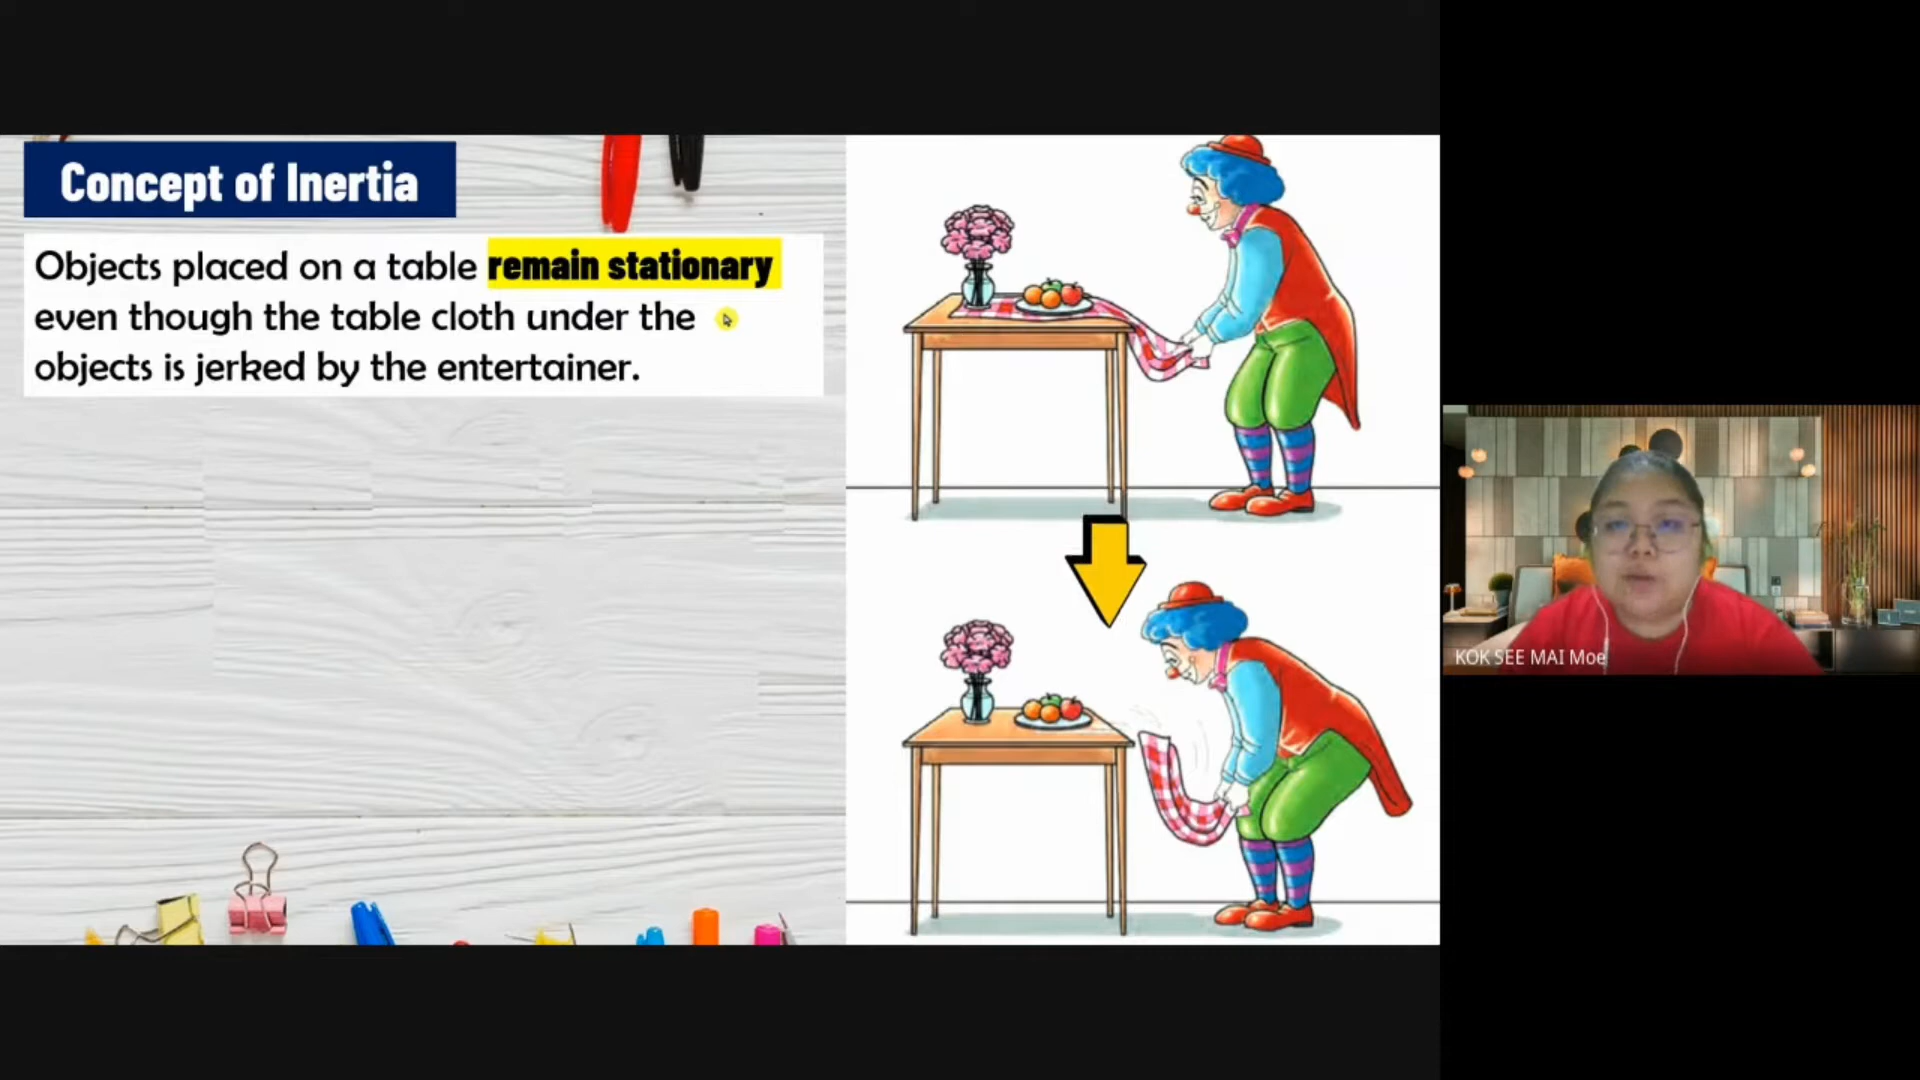 Concept of Inertia
Objects placed on a table remain stationary
even though the table cloth under the
objects is jerked by the entertainer.
KOK SEE MAI Moe